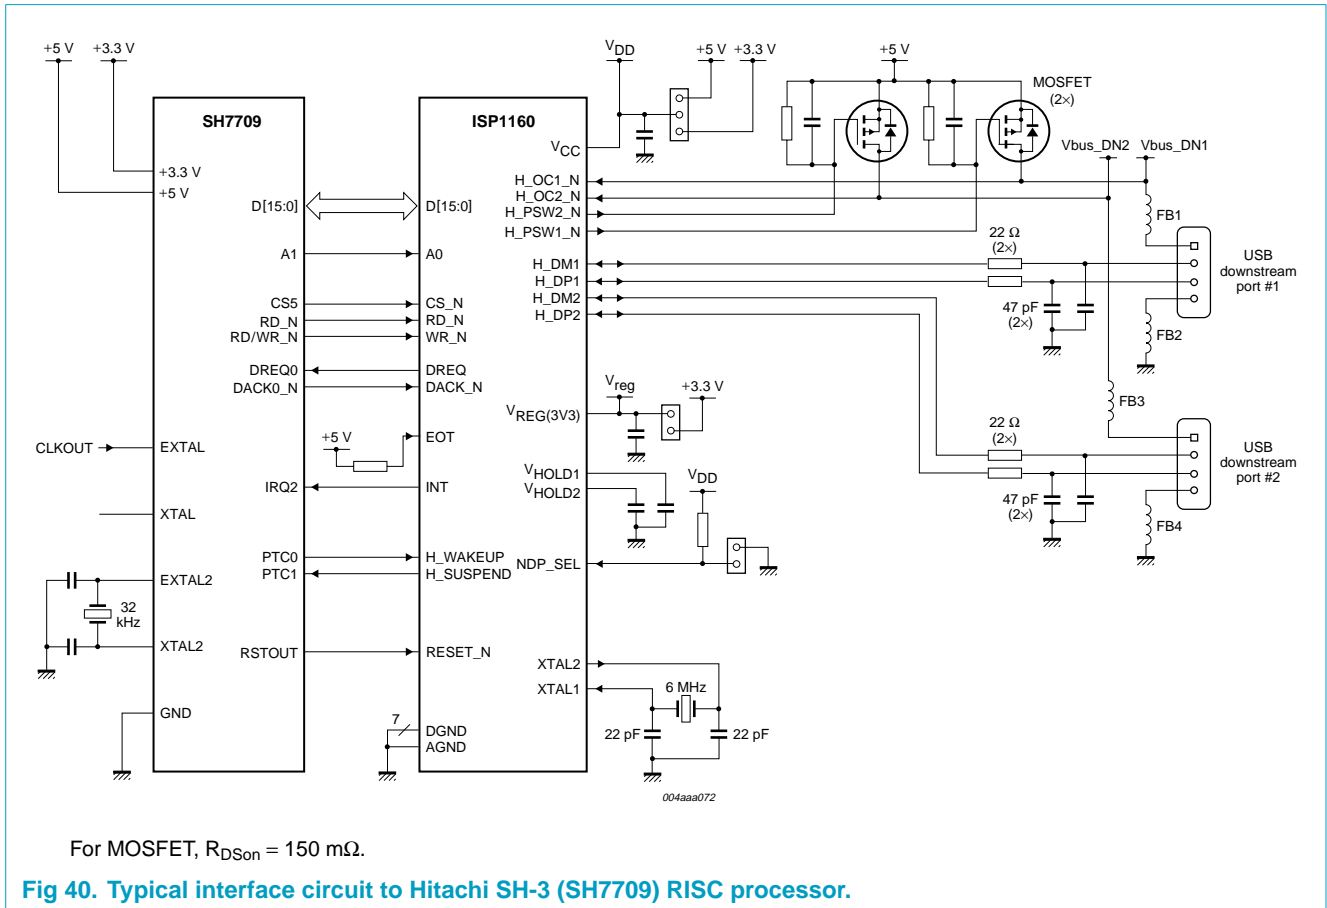 +5 V
+3.3 V
SH7709
+3.3 V
+5 V
D[15:0]
A1
CS5
RD_N
RD/WR_N
DREQ0
DACK0_N
CLKOUT
EXTAL
IRQ2
XTAL
PTC0
PTC1
EXTAL2
32
kHz
XTAL2
RSTOUT
GND
ISP1160
VCC
H_OC1_N
H_OC2_N
H_PSW2_N
H_PSW1_N
D[15:0]
A0
H_DM1
H_DP1
H_DM2
H_DP2
CS_N
RD_N
WR_N
DREQ
DACK_N
VREG(3V3)
+5 V
EOT
INT
VHOLD1
VHOLD2
H_WAKEUP
H_SUSPEND
NDP_SEL
RESET_N
XTAL2
XTAL1
7
DGND
AGND
VDD
+5 V
+3.3 V
+5 V
MOSFET
(2×)
Vbus_DN2
Vbus_DN1
FB1
22 Ω
(2×)
USB
downstream
port #1
47 pF
(2×)
FB2
FB3
Vreg
+3.3 V
22 Ω
(2×)
USB
downstream
port #2
47 pF
(2×)
FB4
VDD
6 MHz
22 pF
22 pF
004aaa072
For MOSFET, RDSon = 150 mΩ.
Fig 40. Typical interface circuit to Hitachi SH-3 (SH7709) RISC processor.